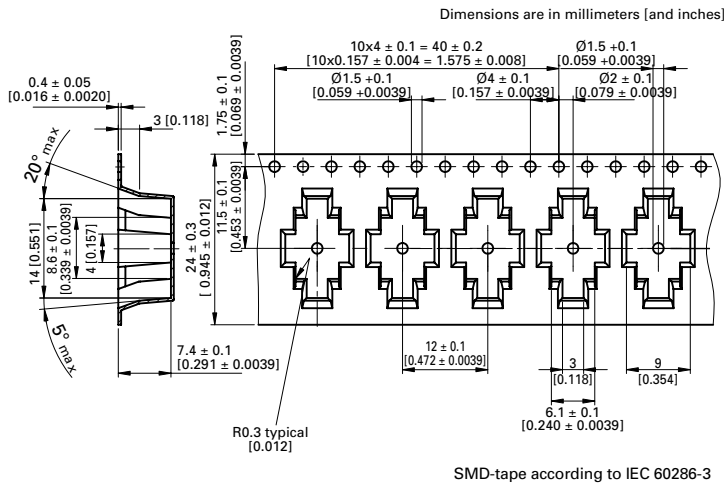 Dimensions are in millimeters [and inches]
10x4 ± 0.1 = 40 ± 0.2
[10x0.157 ± 0.004 = 1.575 ± 0.008]
Ø1.5 +0.1
[0.059 +0.0039]
0.4 ± 0.05
[0.016 ± 0.0020]
3 [0.118]
1.75 ± 0.1
[0.069 ± 0.0039]
Ø1.5 +0.1
[0.059 +0.0039]
Ø4 ± 0.1
[0.157 ± 0.0039]
Ø2 ± 0.1
[0.079 ± 0.0039]
20° max
14 [0.551]
8.6 ± 0.1
[0.339 ± 0.0039]
4 [0.157]
24 ± 0.3
[ 0.945 ± 0.012]
11.5 ± 0.1
[0.453 ± 0.0039]
5° max
7.4 ± 0.1
[0.291 ± 0.0039]
12 ± 0.1
[0.472 ± 0.0039]
3
[0.118]
9
[0.354]
6.1 ± 0.1
[0.240 ± 0.0039]
R0.3 typical
[0.012]
SMD-tape according to IEC 60286-3